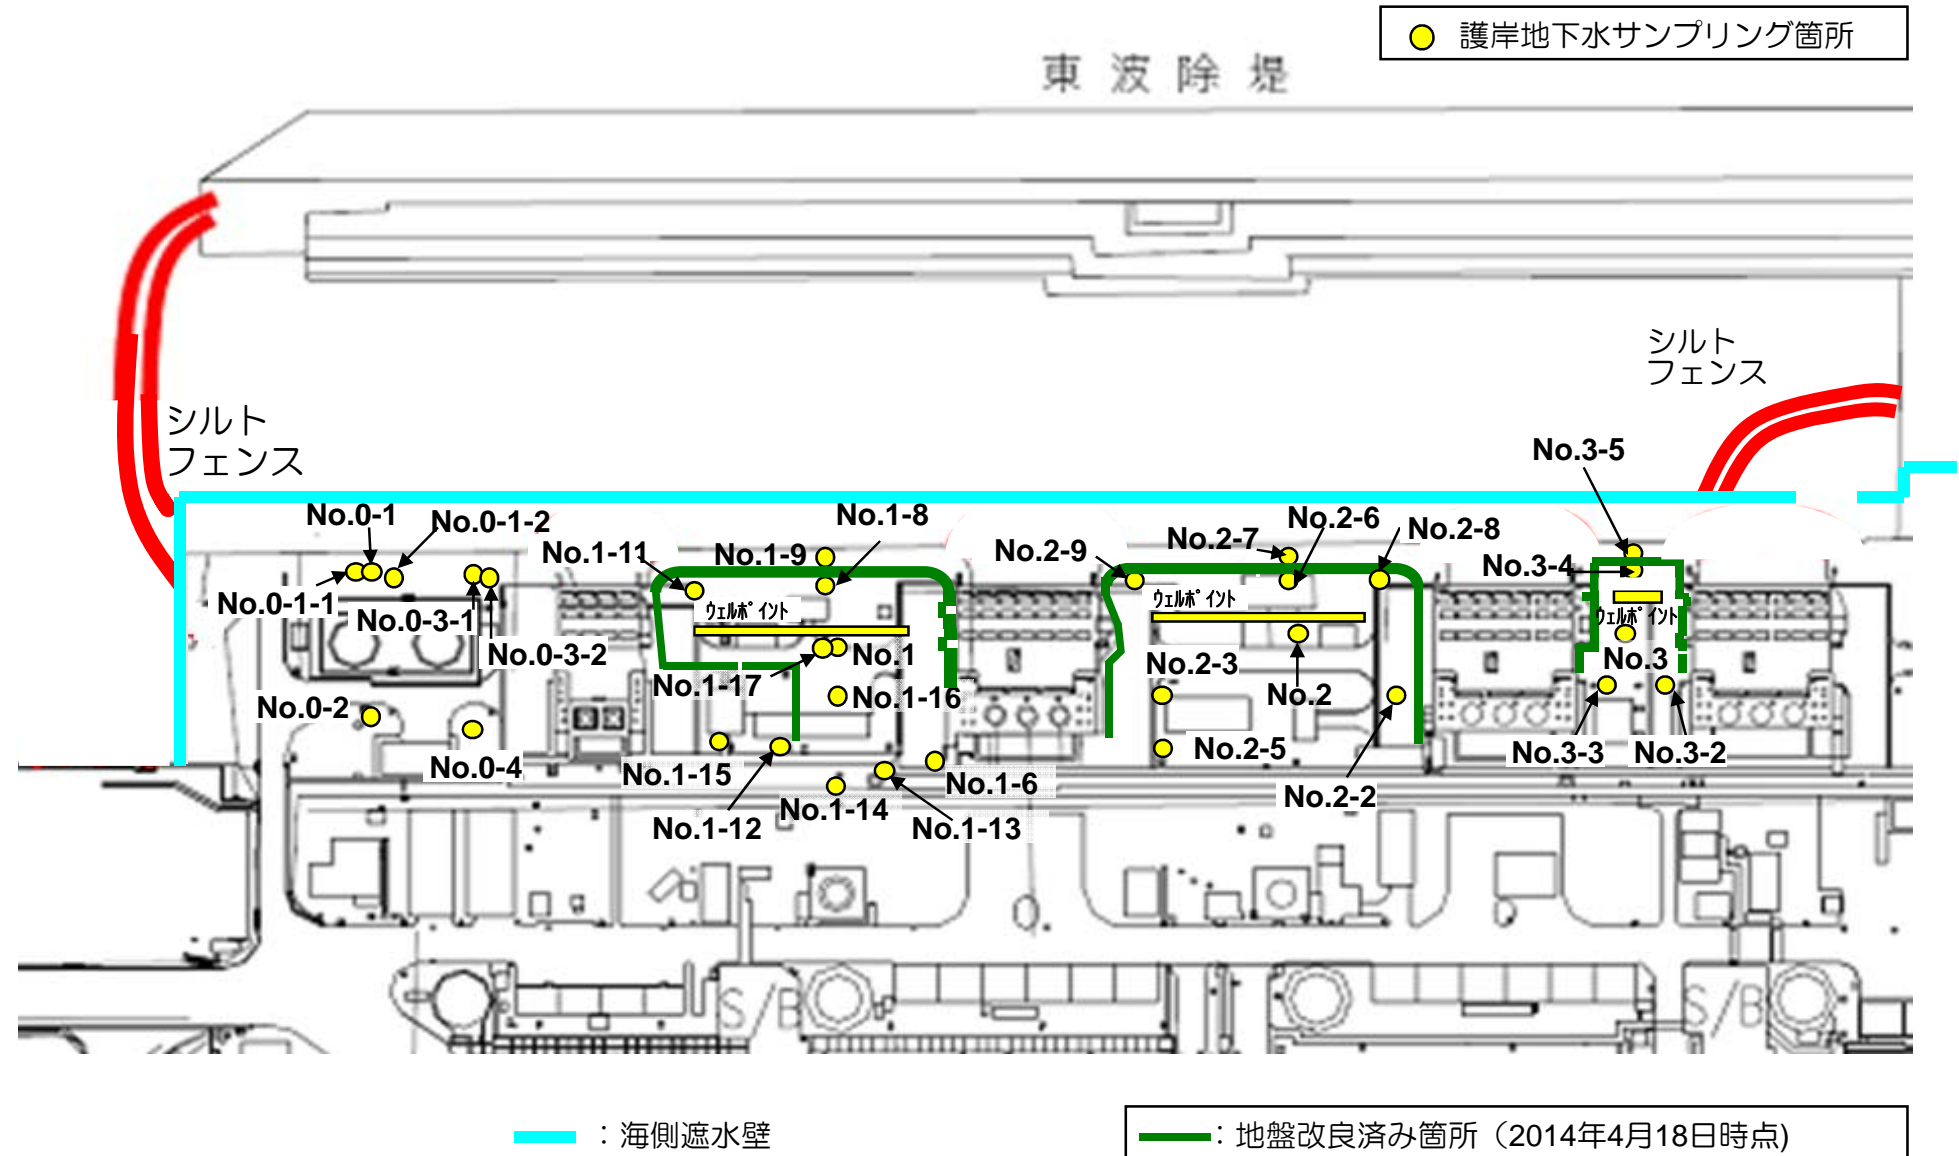 護岸地下水サンプリング箇所
東波除堤
シルト
フェンス
シルト
フェンス
No.3-5
No.0-1
No.0-1-2
No.1-8
No.2-6
No.2-8
No.1-11
No.1-9
No.2-9
No.2-7
No.3-4
No.0-1-1
No.0-3-1
ウェルポイント
ウェルポイント
ウェルポイント
No.0-3-2
No.1
No.1-17
No.1-16
No.2-3
No.2
No.3
No.0-2
No.0-4
No.1-15
No.1-6
No.2-5
No.3-3
No.3-2
No.2-2
No.1-12
No.1-14
No.1-13
S/B
S/B
：海側遮水壁
：地盤改良済み箇所（2014年4月18日時点)